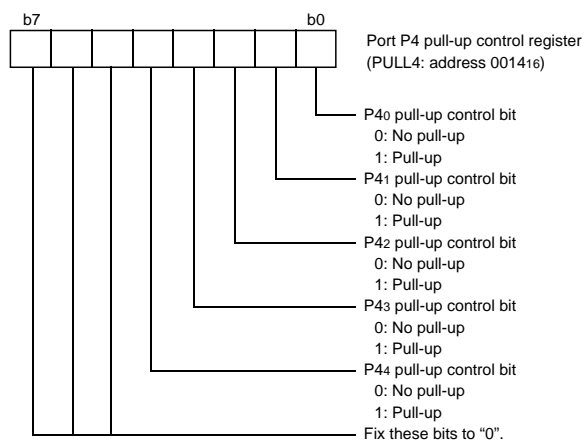 b7 b0
Port P4 pull-up control register
(PULL4: address 001416)
P40 pull-up control bit
0: No pull-up
1: Pull-up
P41 pull-up control bit
0: No pull-up
1: Pull-up
P42 pull-up control bit
0: No pull-up
1: Pull-up
P43 pull-up control bit
0: No pull-up
1: Pull-up
P44 pull-up control bit
0: No pull-up
1: Pull-up
Fix these bits to “0”.